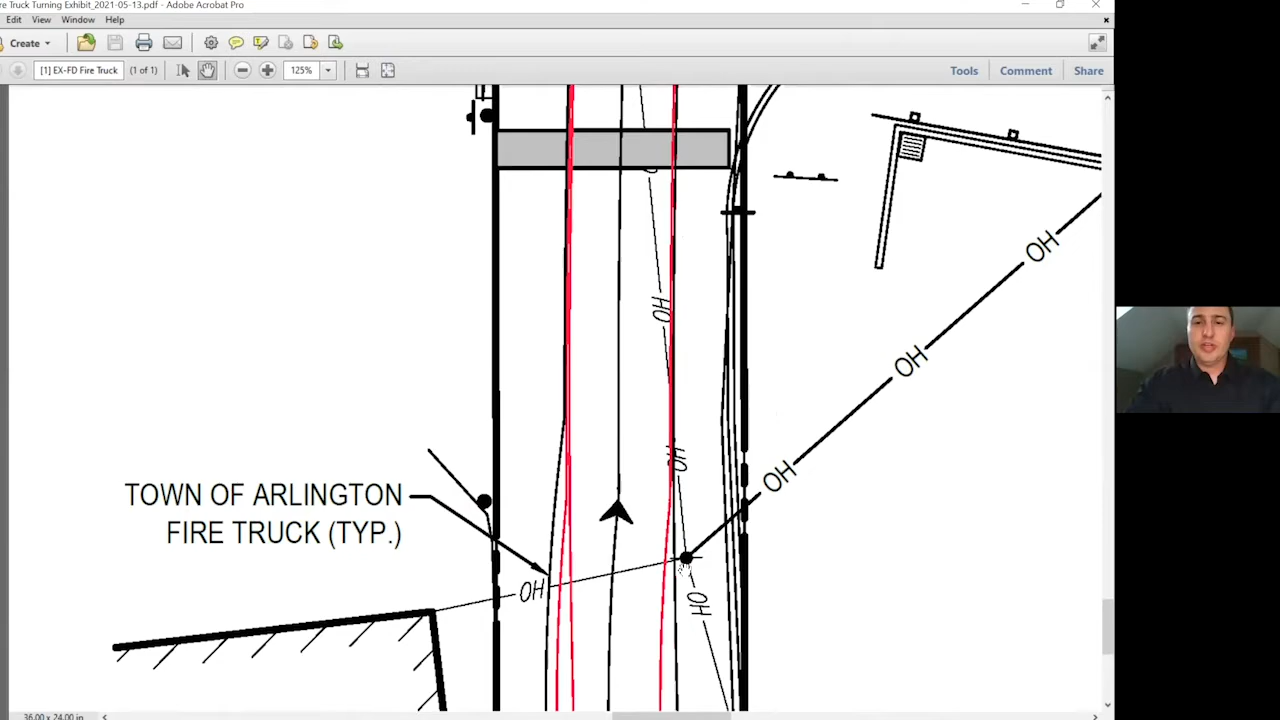 re Truck Turning Exhibit_2021-05-13.pdf - Adobe Acrobat Pro
Edit View Window Help
Create
[1] EX-FD Fire Truck (1 of 1) 125% Tools Comment Share
OH
OH
OH
OH
OH
TOWN OF ARLINGTON
FIRE TRUCK (TYP.)
OH
OH
36.00 x 24.00 in